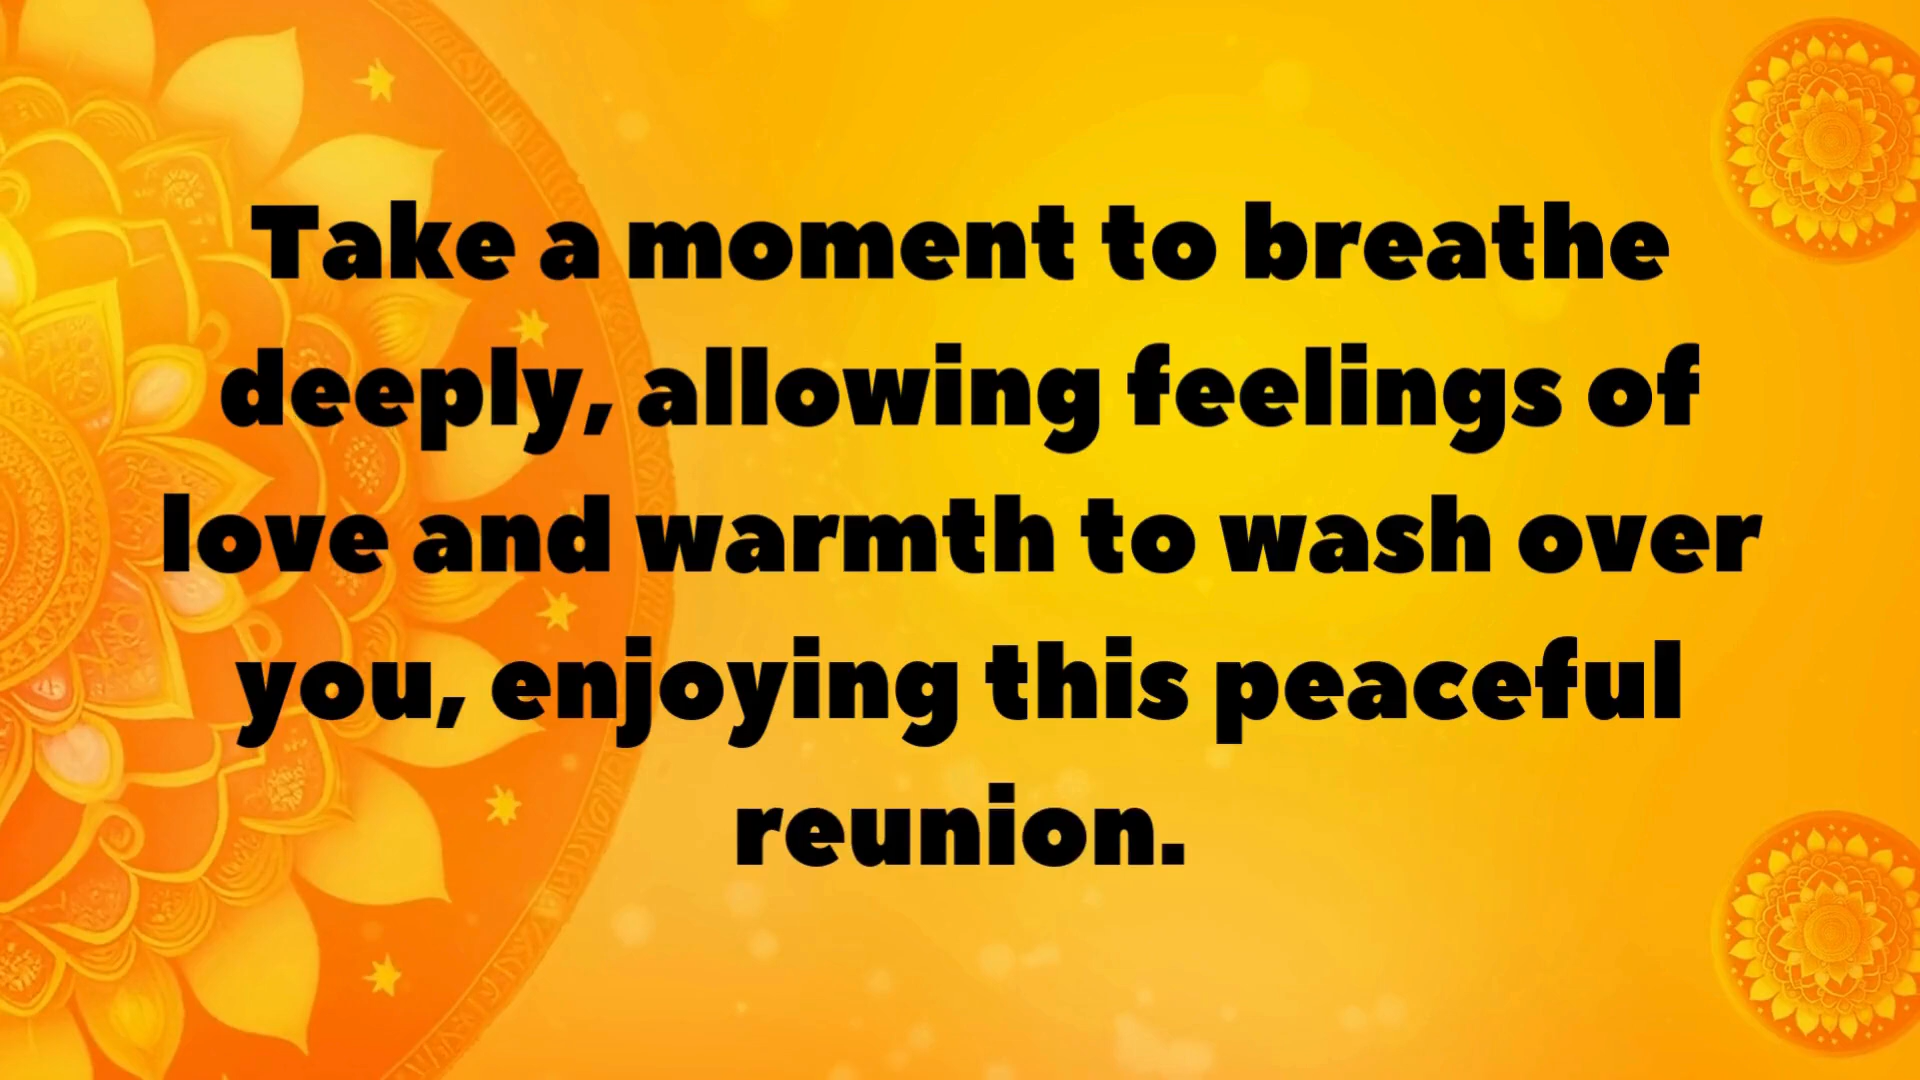 Take a moment to breathe
deeply, allowing feelings of
love and warmth to wash over
you, enjoying this peaceful
reunion.